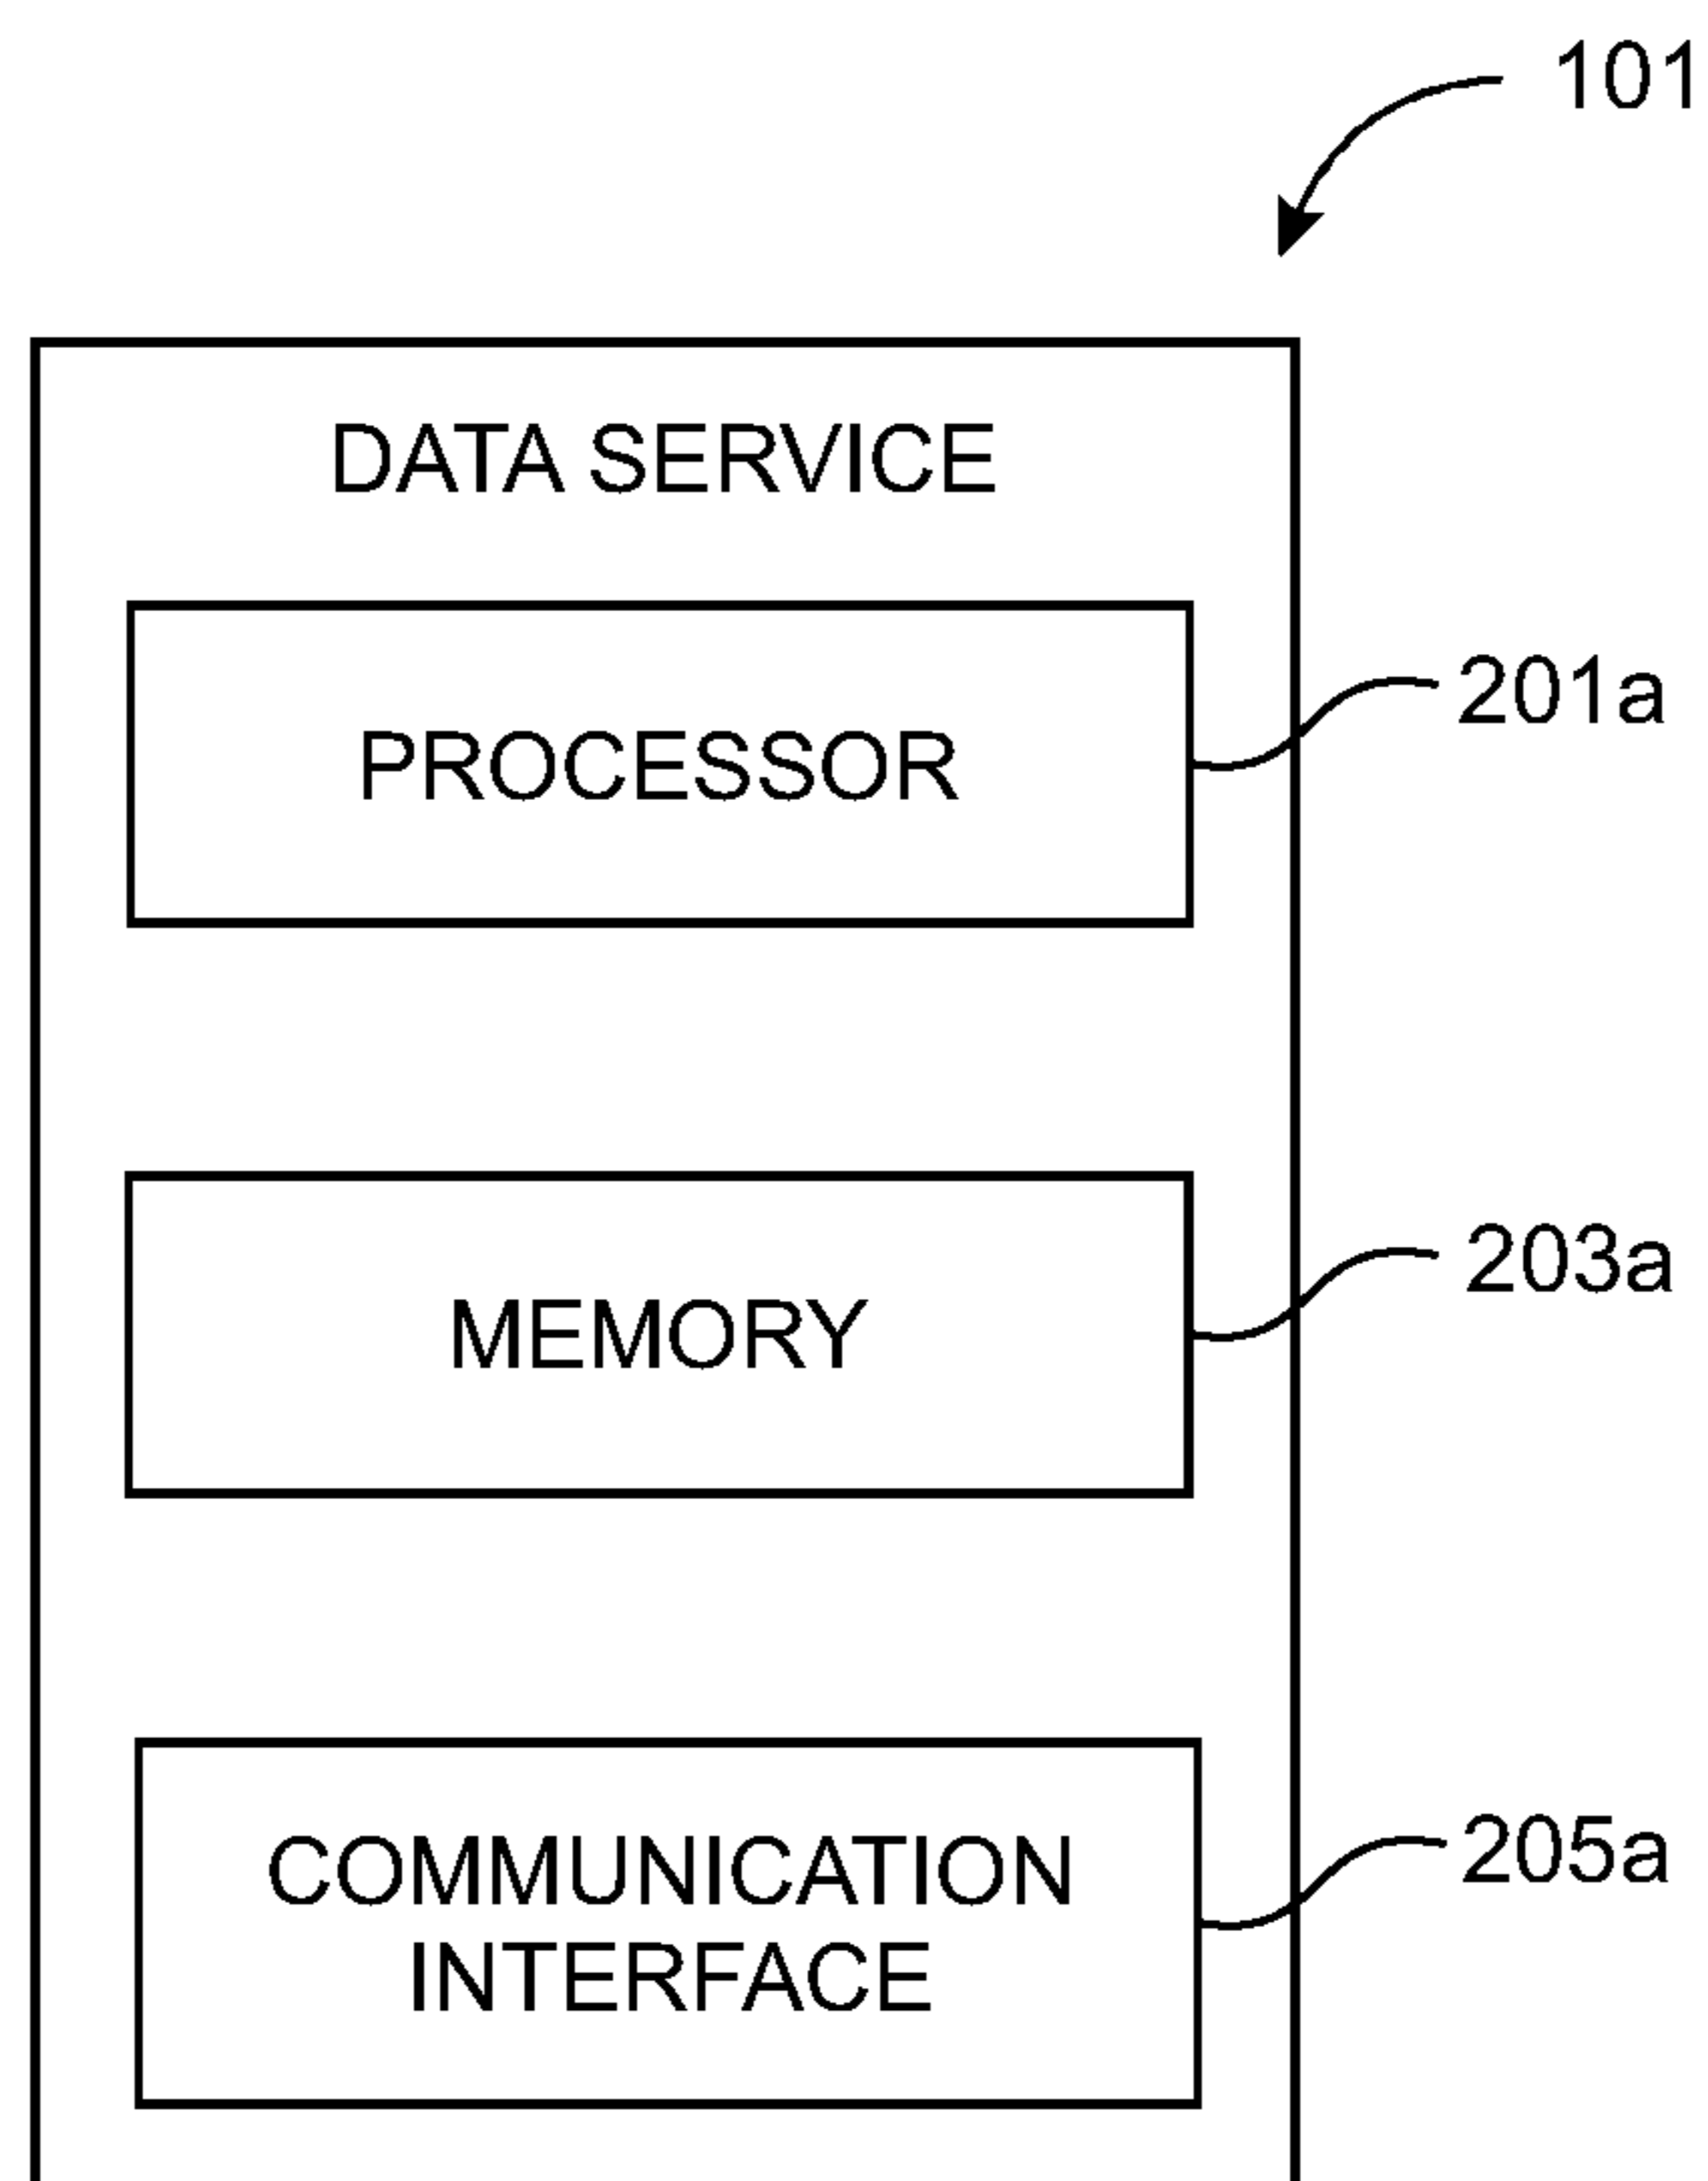 101
DATA SERVICE
PROCESSOR
201a
MEMORY
203a
COMMUNICATION
INTERFACE
205a